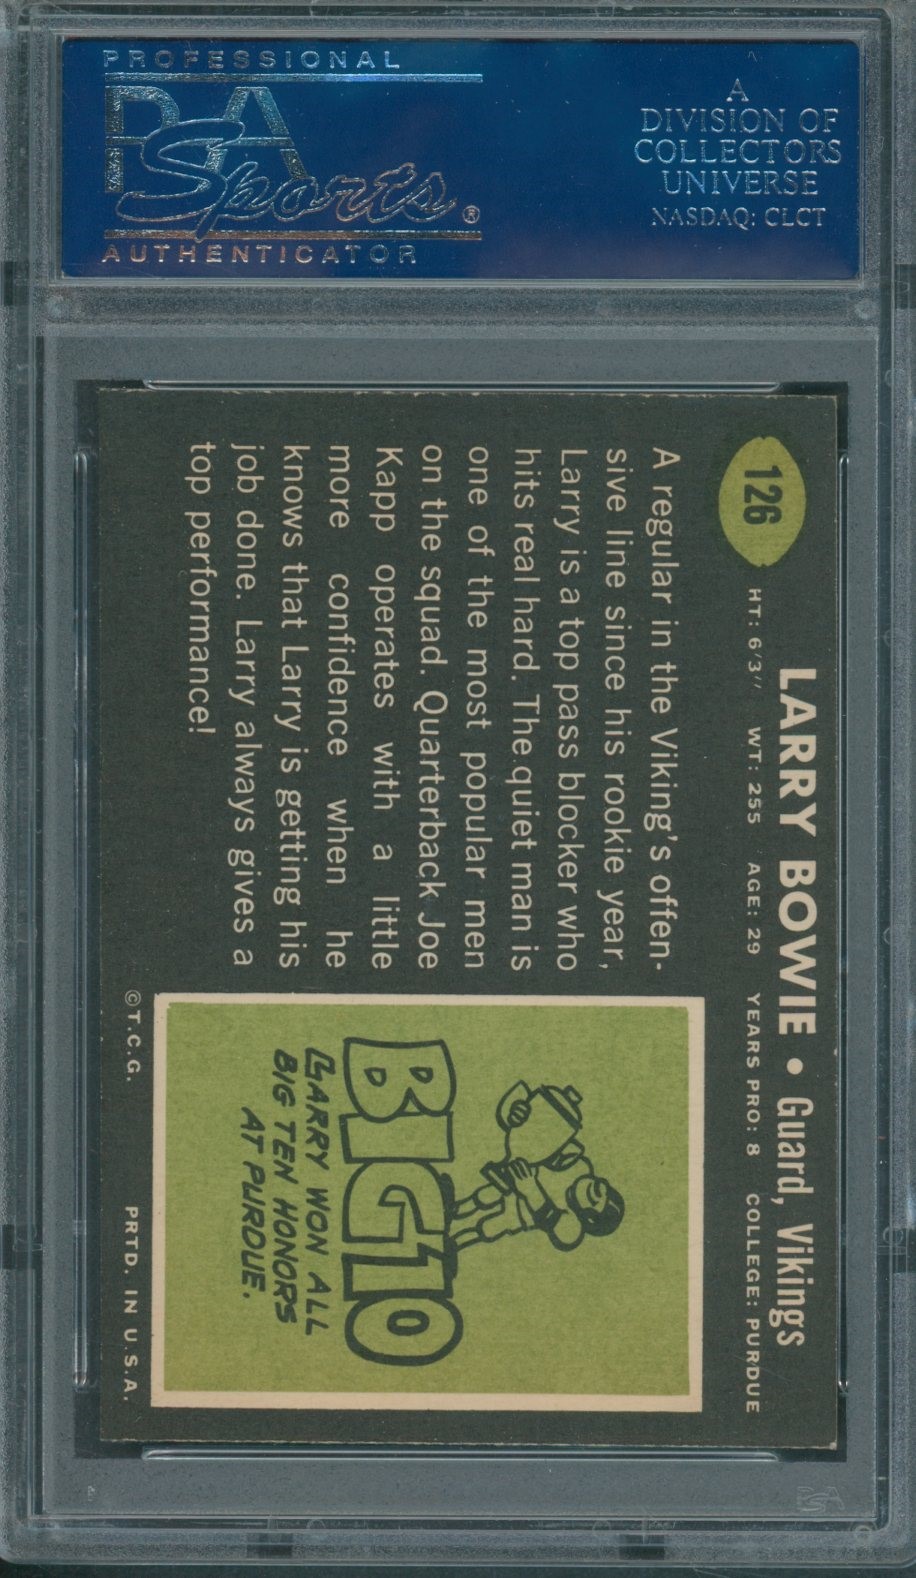 PROFESSIONAL
PSA
Sports®
AUTHENTICATOR
A
DIVISION OF
COLLECTORS
UNIVERSE
NASDAQ: CLCT
126
LARRY BOWIE • Guard, Vikings
HT: 6'3" WT: 255 AGE: 29 YEARS PRO: 8 COLLEGE: PURDUE
A regular in the Viking's offen-
sive line since his rookie year,
Larry is a top pass blocker who
hits real hard. The quiet man is
one of the most popular men
on the squad. Quarterback Joe
Kapp operates with a little
more confidence when he
knows that Larry is getting his
job done. Larry always gives a
top performance!
BIG 10
LARRY WON ALL
BIG TEN HONORS
AT PURDUE.
©T.C.G. PRTD. IN U.S.A.
PSA